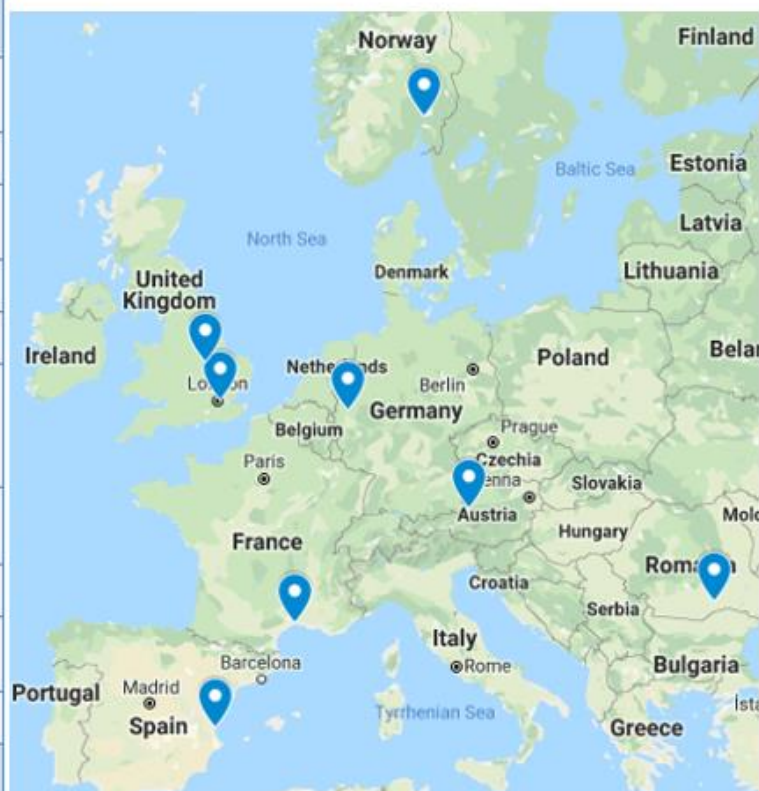 Norway
Finland
Baltic Sea
Estonia
Latvia
North Sea
Denmark
Lithuania
United
Kingdom
Ireland
Poland
Berlin
Germany
Belgium
Prague
Czechia
Paris
Slovakia
Austria
Hungary
France
Croatia
Serbia
Italy
Rome
Barcelona
Bulgaria
Portugal
Madrid
Spain
Tyrrhenian Sea
Greece